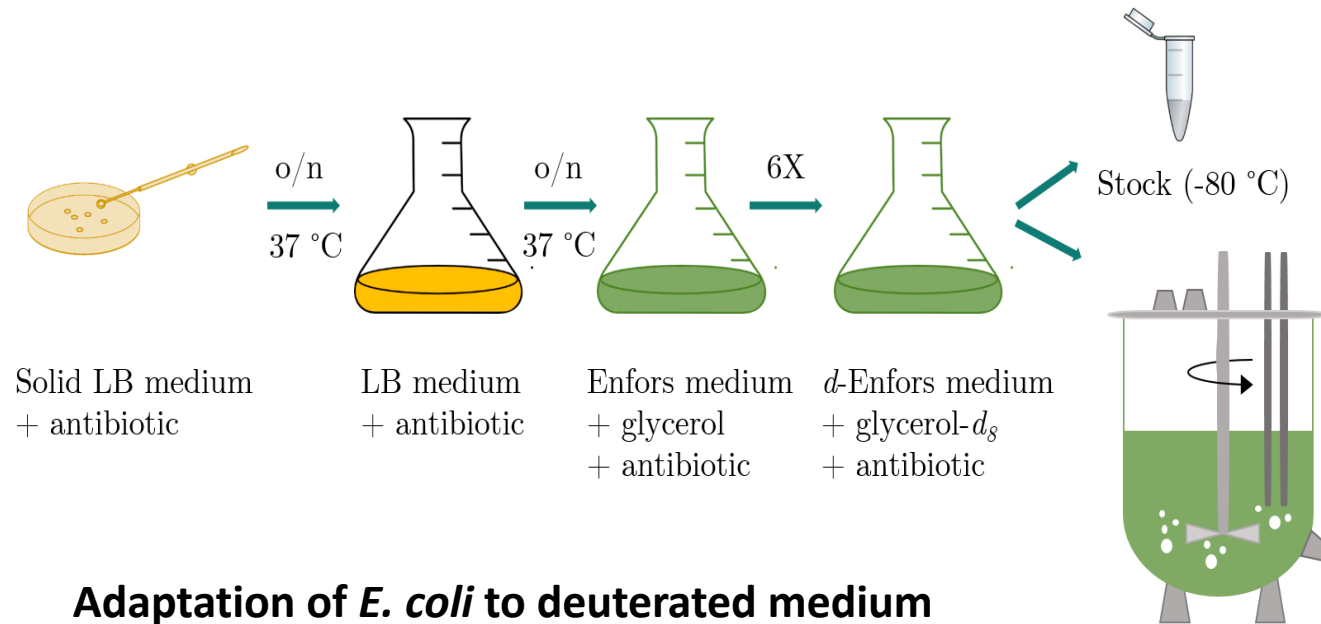 o/n
37 °C
o/n
37 °C
6X
Stock (-80 °C)
Solid LB medium
+ antibiotic
LB medium
+ antibiotic
Enfors medium
+ glycerol
+ antibiotic
d-Enfors medium
+ glycerol-d₈
+ antibiotic
Adaptation of E. coli to deuterated medium